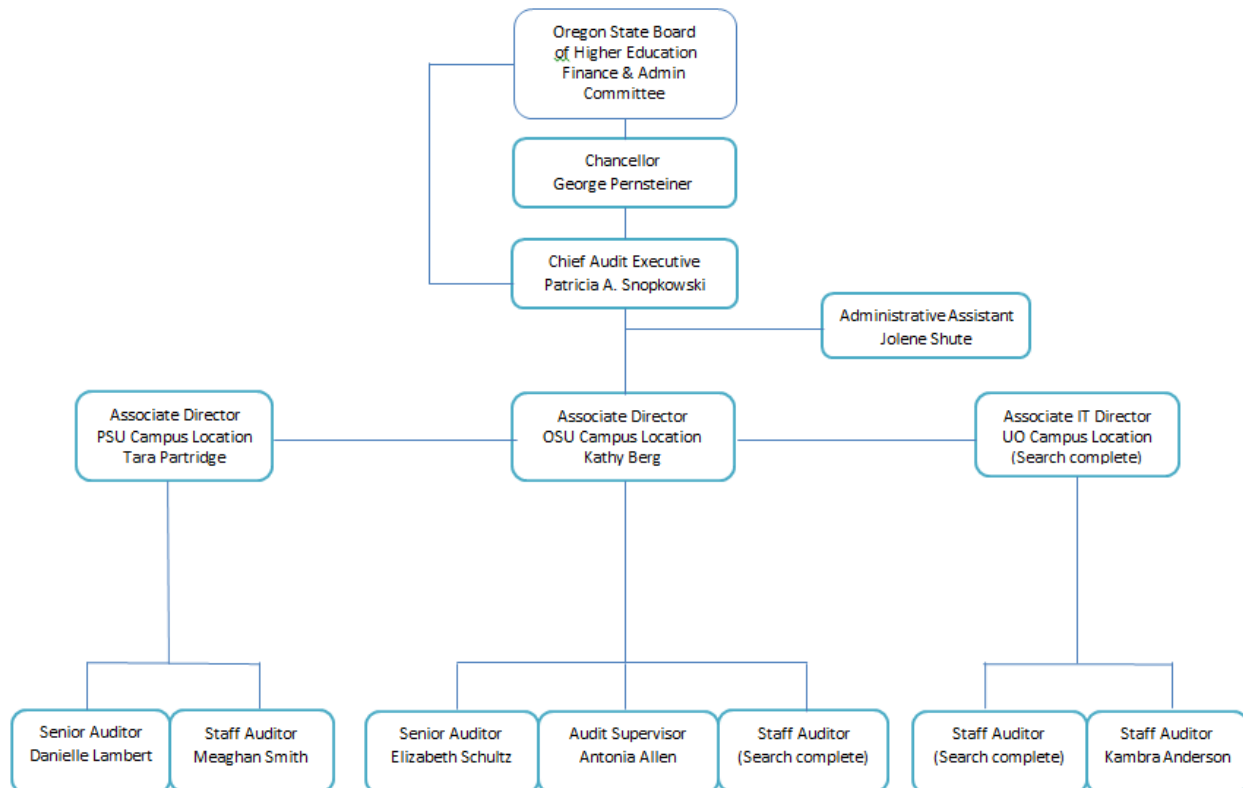 Oregon State Board
of Higher Education
Finance & Admin
Committee
Chancellor
George Pernsteiner
Chief Audit Executive
Patricia A. Snopkowski
Administrative Assistant
Jolene Shute
Associate Director
PSU Campus Location
Tara Partridge
Associate Director
OSU Campus Location
Kathy Berg
Associate IT Director
UO Campus Location
(Search complete)
Senior Auditor
Danielle Lambert
Staff Auditor
Meaghan Smith
Senior Auditor
Elizabeth Schultz
Audit Supervisor
Antonia Allen
Staff Auditor
(Search complete)
Staff Auditor
(Search complete)
Staff Auditor
Kambra Anderson